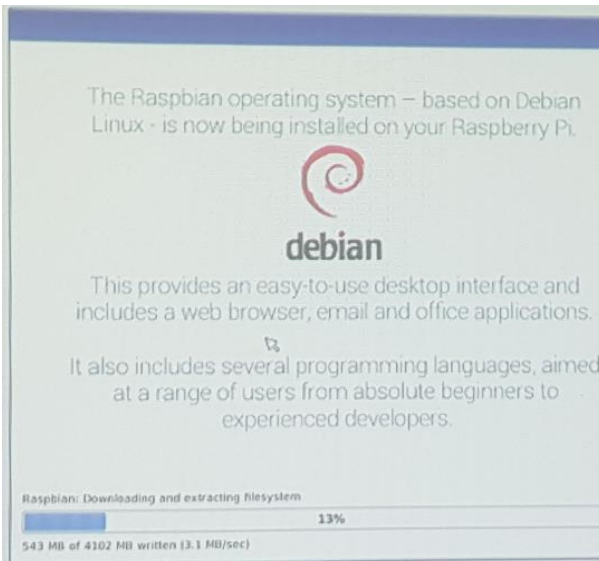 The Raspbian operating system – based on Debian
Linux - is now being installed on your Raspberry Pi.
debian
This provides an easy-to-use desktop interface and
includes a web browser, email and office applications.
It also includes several programming languages, aimed
at a range of users from absolute beginners to
experienced developers.
Raspbian: Downloading and extracting filesystem
13%
543 MB of 4102 MB written (3.1 MB/sec)